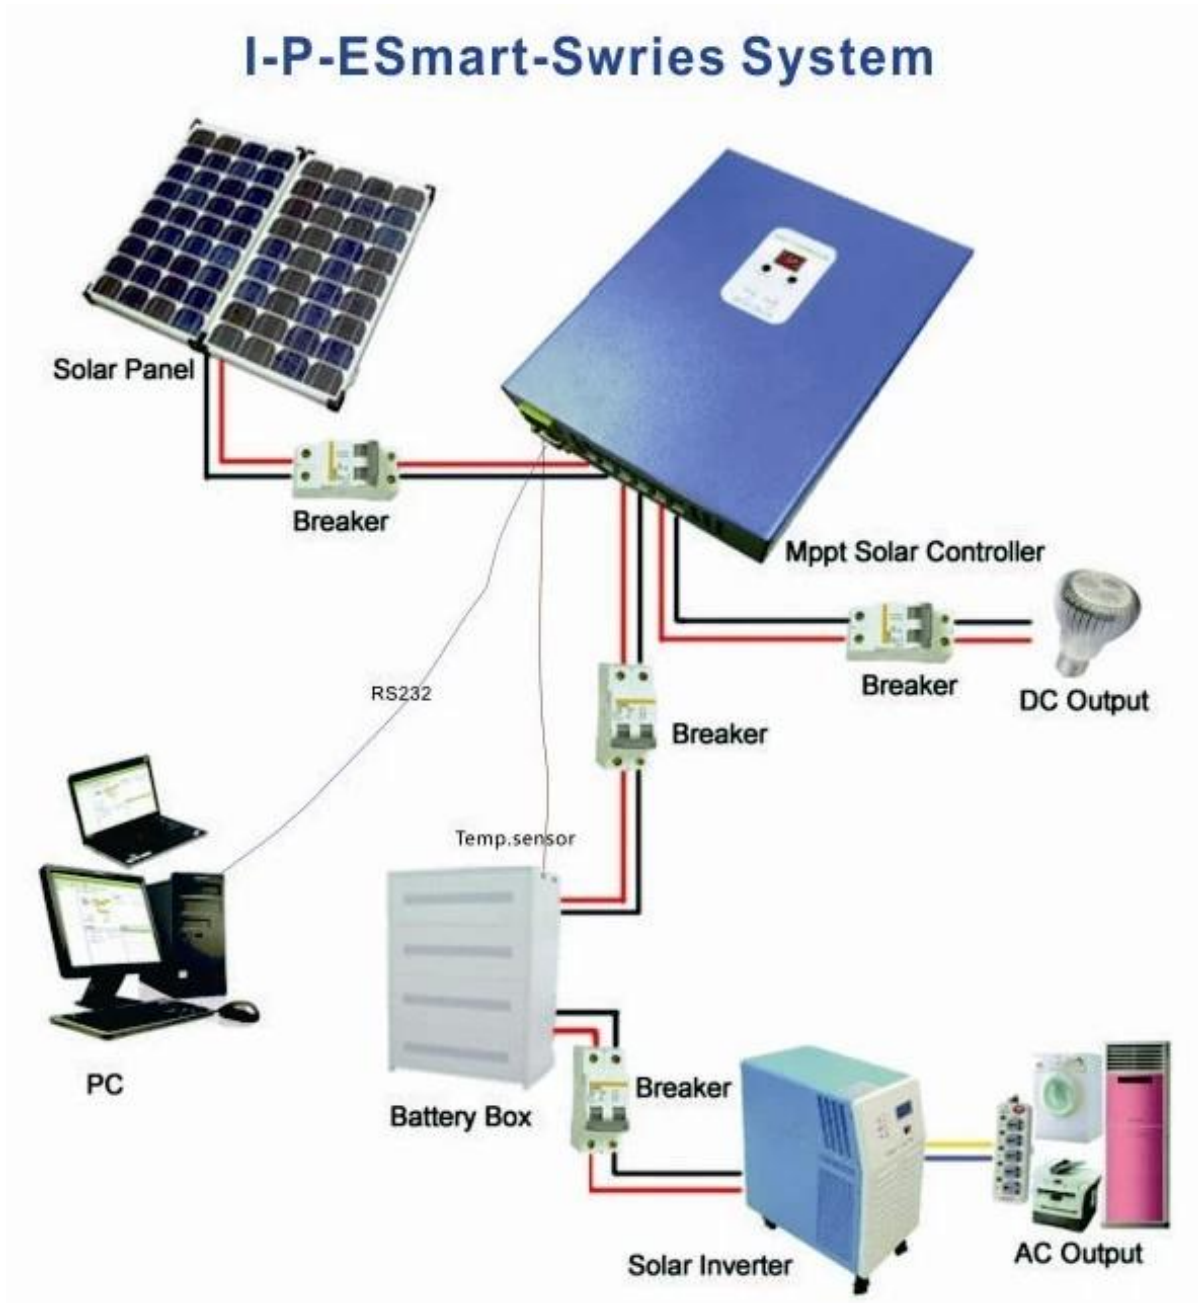 I-P-ESmart-Swries System
Solar Panel
Breaker
Mppt Solar Controller
Breaker
DC Output
RS232
Breaker
Temp.sensor
PC
Battery Box
Breaker
Solar Inverter
AC Output